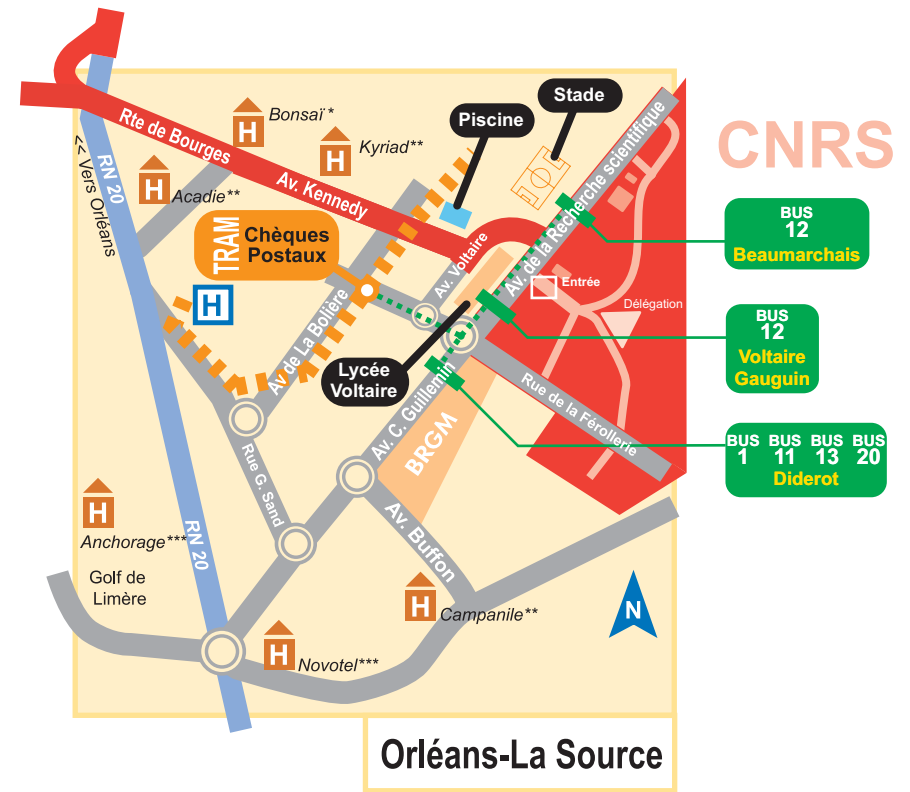 CNRS
Stade
Piscine
Bonsaï *
Kyriad**
Rte de Bourges
Av. Kennedy
<< Vers Orléans
RN 20
H
H
H
Acadie**
TRAM
Chèques
Postaux
H
Av. Voltaire
Av. de la Recherche scientifique
Entrée
Délégation
BUS
12
Beaumarchais
BUS
12
Voltaire
Gauguin
Av de La Bolière
Lycée
Voltaire
Av. C. Guillemin
BRGM
Rue de la Férollerie
BUS BUS BUS BUS
1 11 13 20
Diderot
Rue G. Sand
H
Anchorage***
RN 20
Golf de
Limère
Av. Buffon
H
Campanile**
N
H
Novotel***
Orléans-La Source